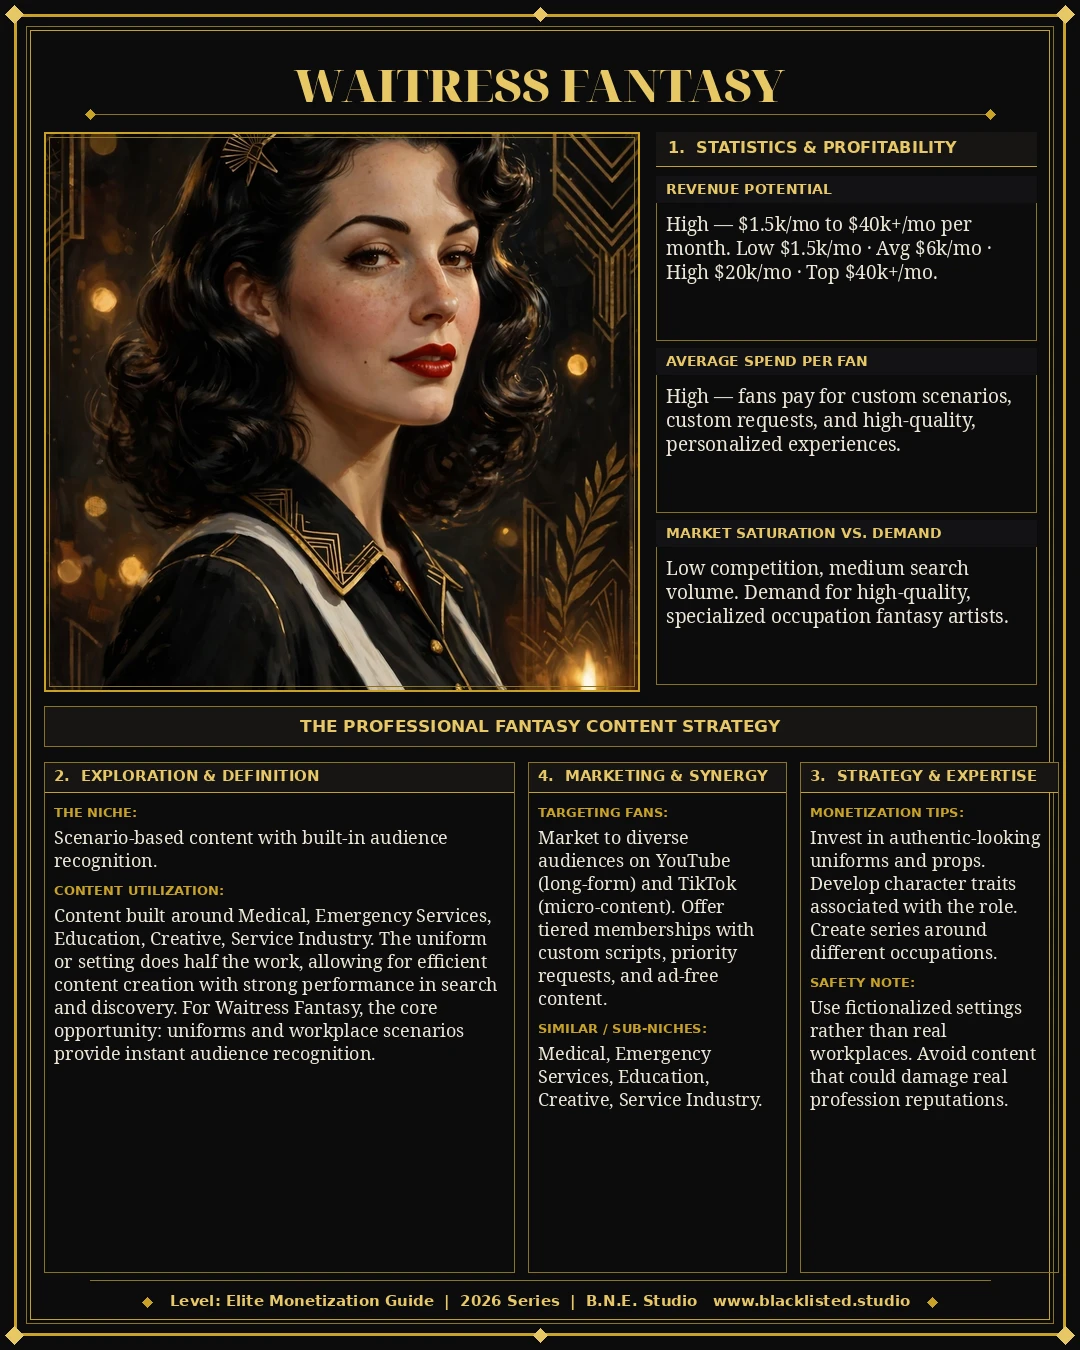 WAITRESS FANTASY
1. STATISTICS & PROFITABILITY
REVENUE POTENTIAL
High — $1.5k/mo to $40k+/mo per
month. Low $1.5k/mo · Avg $6k/mo ·
High $20k/mo · Top $40k+/mo.
AVERAGE SPEND PER FAN
High — fans pay for custom scenarios,
custom requests, and high-quality,
personalized experiences.
MARKET SATURATION VS. DEMAND
Low competition, medium search
volume. Demand for high-quality,
specialized occupation fantasy artists.
THE PROFESSIONAL FANTASY CONTENT STRATEGY
2. EXPLORATION & DEFINITION
THE NICHE:
Scenario-based content with built-in audience
recognition.
CONTENT UTILIZATION:
Content built around Medical, Emergency Services,
Education, Creative, Service Industry. The uniform
or setting does half the work, allowing for efficient
content creation with strong performance in search
and discovery. For Waitress Fantasy, the core
opportunity: uniforms and workplace scenarios
provide instant audience recognition.
4. MARKETING & SYNERGY
TARGETING FANS:
Market to diverse
audiences on YouTube
(long-form) and TikTok
(micro-content). Offer
tiered memberships with
custom scripts, priority
requests, and ad-free
content.
SIMILAR / SUB-NICHES:
Medical, Emergency
Services, Education,
Creative, Service Industry.
3. STRATEGY & EXPERTISE
MONETIZATION TIPS:
Invest in authentic-looking
uniforms and props.
Develop character traits
associated with the role.
Create series around
different occupations.
SAFETY NOTE:
Use fictionalized settings
rather than real
workplaces. Avoid content
that could damage real
profession reputations.
Level: Elite Monetization Guide | 2026 Series | B.N.E. Studio www.blacklisted.studio